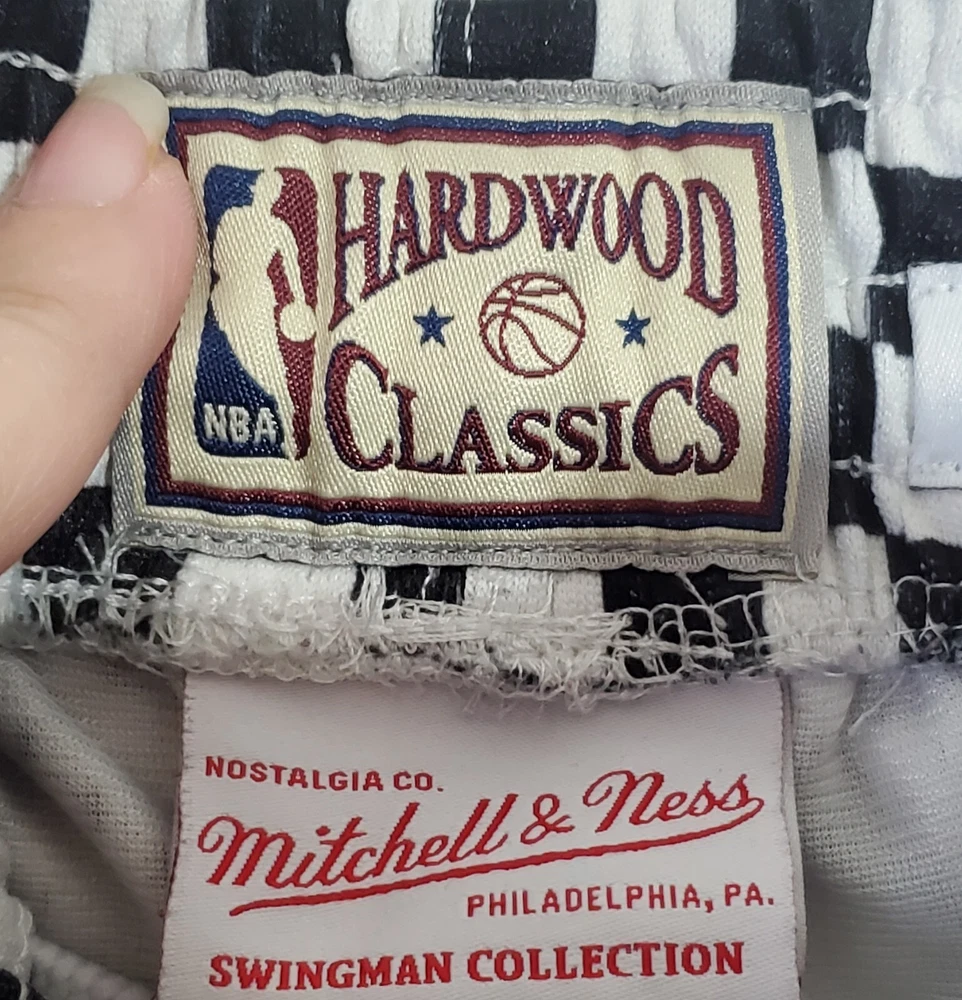 HARDWOOD
CLASSICS
NBA
NOSTALGIA CO.
Mitchell & Ness
PHILADELPHIA, PA.
SWINGMAN COLLECTION